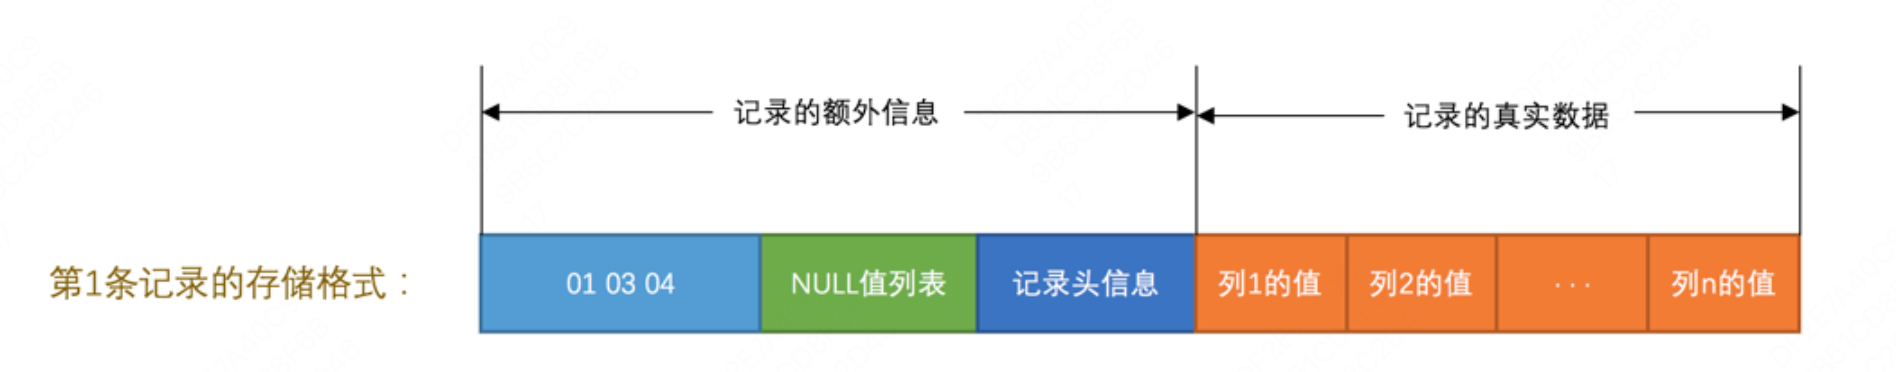 记录的额外信息
记录的真实数据
第1条记录的存储格式：
01 03 04
NULL值列表
记录头信息
列1的值
列2的值
...
列n的值